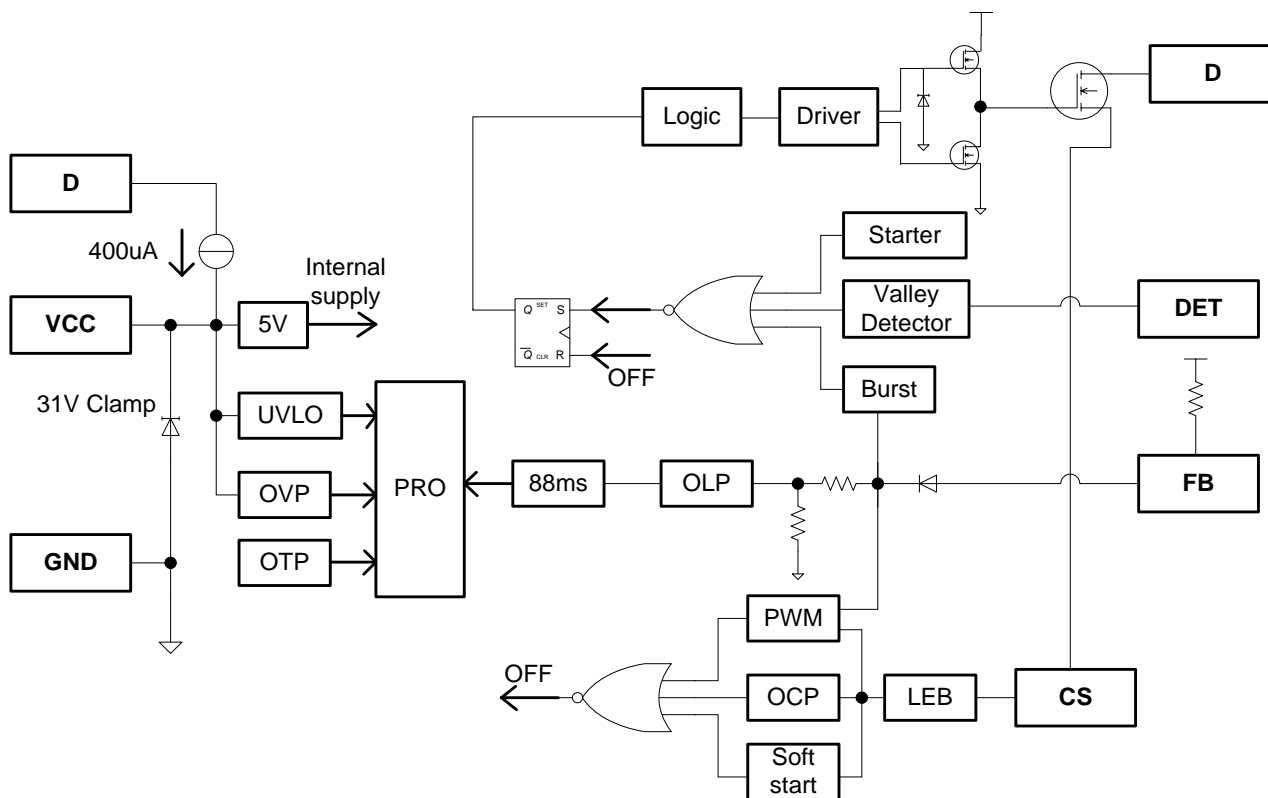 D
Logic
Driver
D
400uA
Starter
Internal
supply
VCC
5V
Q
SET
S
Q
CLR
R
OFF
Valley
Detector
DET
Burst
31V Clamp
UVLO
OVP
OTP
PRO
88ms
OLP
FB
GND
PWM
OFF
OCP
LEB
CS
Soft
start